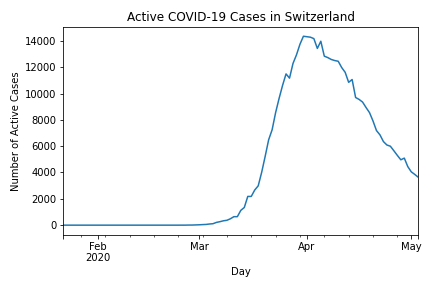 Active COVID-19 Cases in Switzerland
Number of Active Cases
14000
12000
10000
8000
6000
4000
2000
0
Feb
2020
Mar
Apr
May
Day